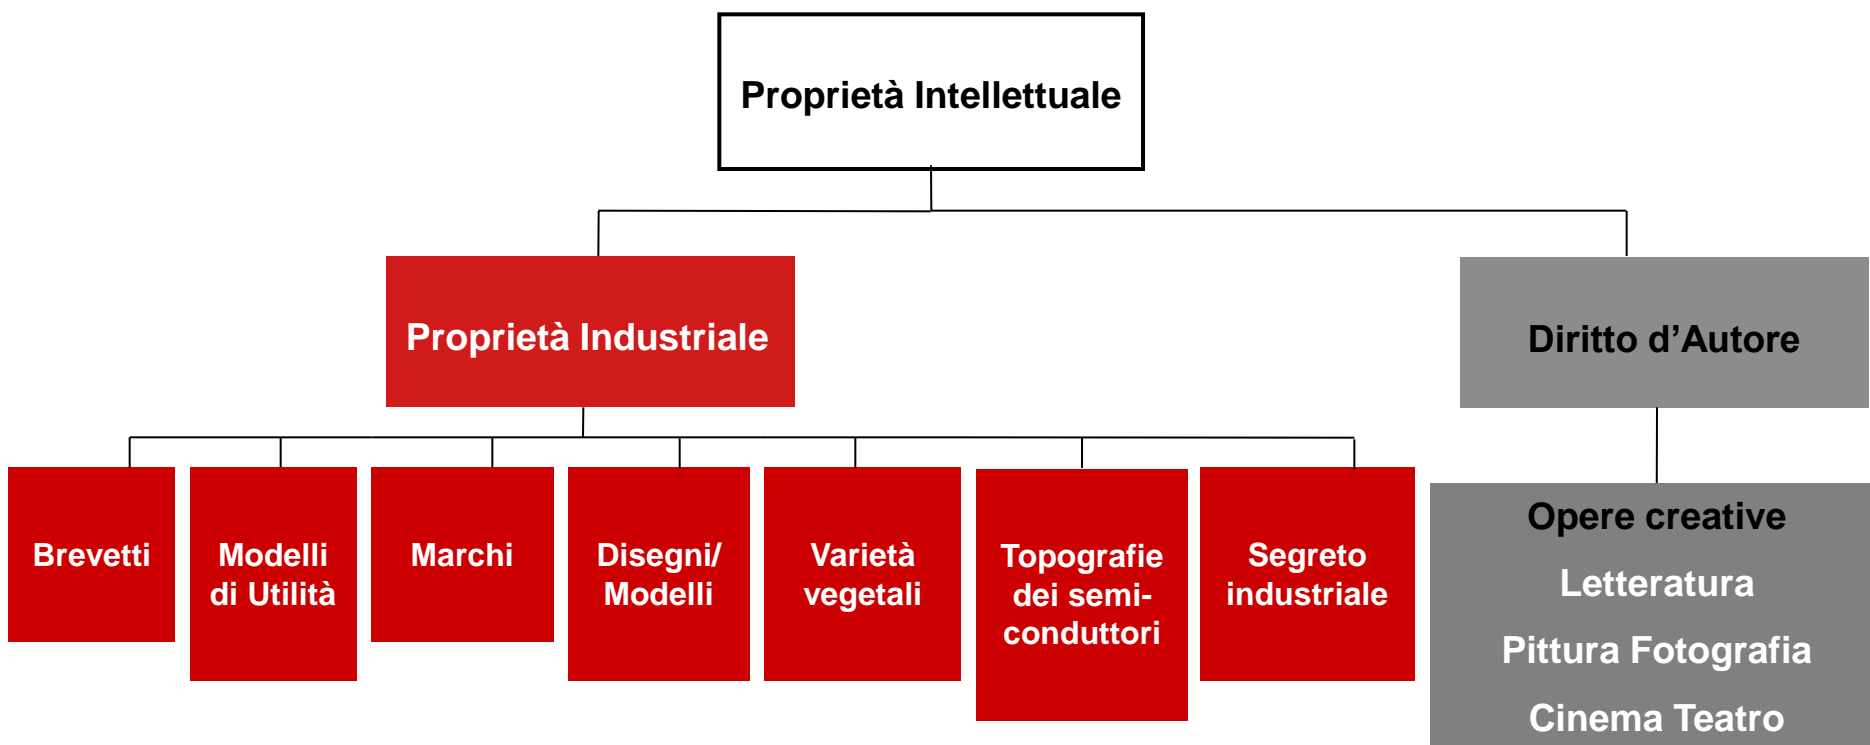 Proprietà Intellettuale
Proprietà Industriale
Diritto d’Autore
Brevetti
Modelli
di Utilità
Marchi
Disegni/
Modelli
Varietà
vegetali
Topografie
dei semi-
conduttori
Segreto
industriale
Opere creative
Letteratura
Pittura Fotografia
Cinema Teatro